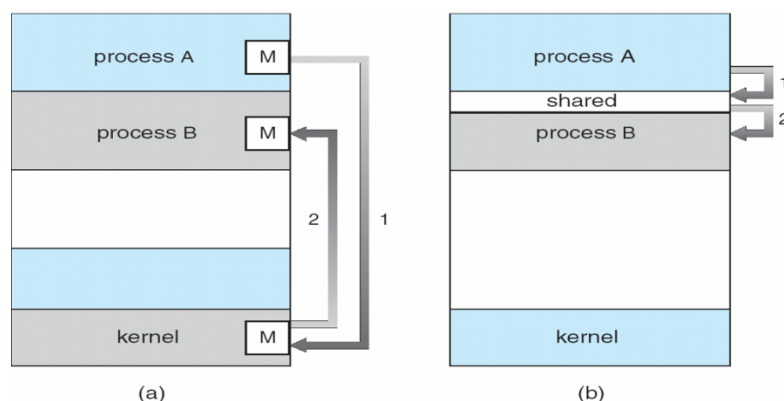 process A
M
process B
M
2
1
kernel
M
(a)
process A
1
shared
2
process B
kernel
(b)